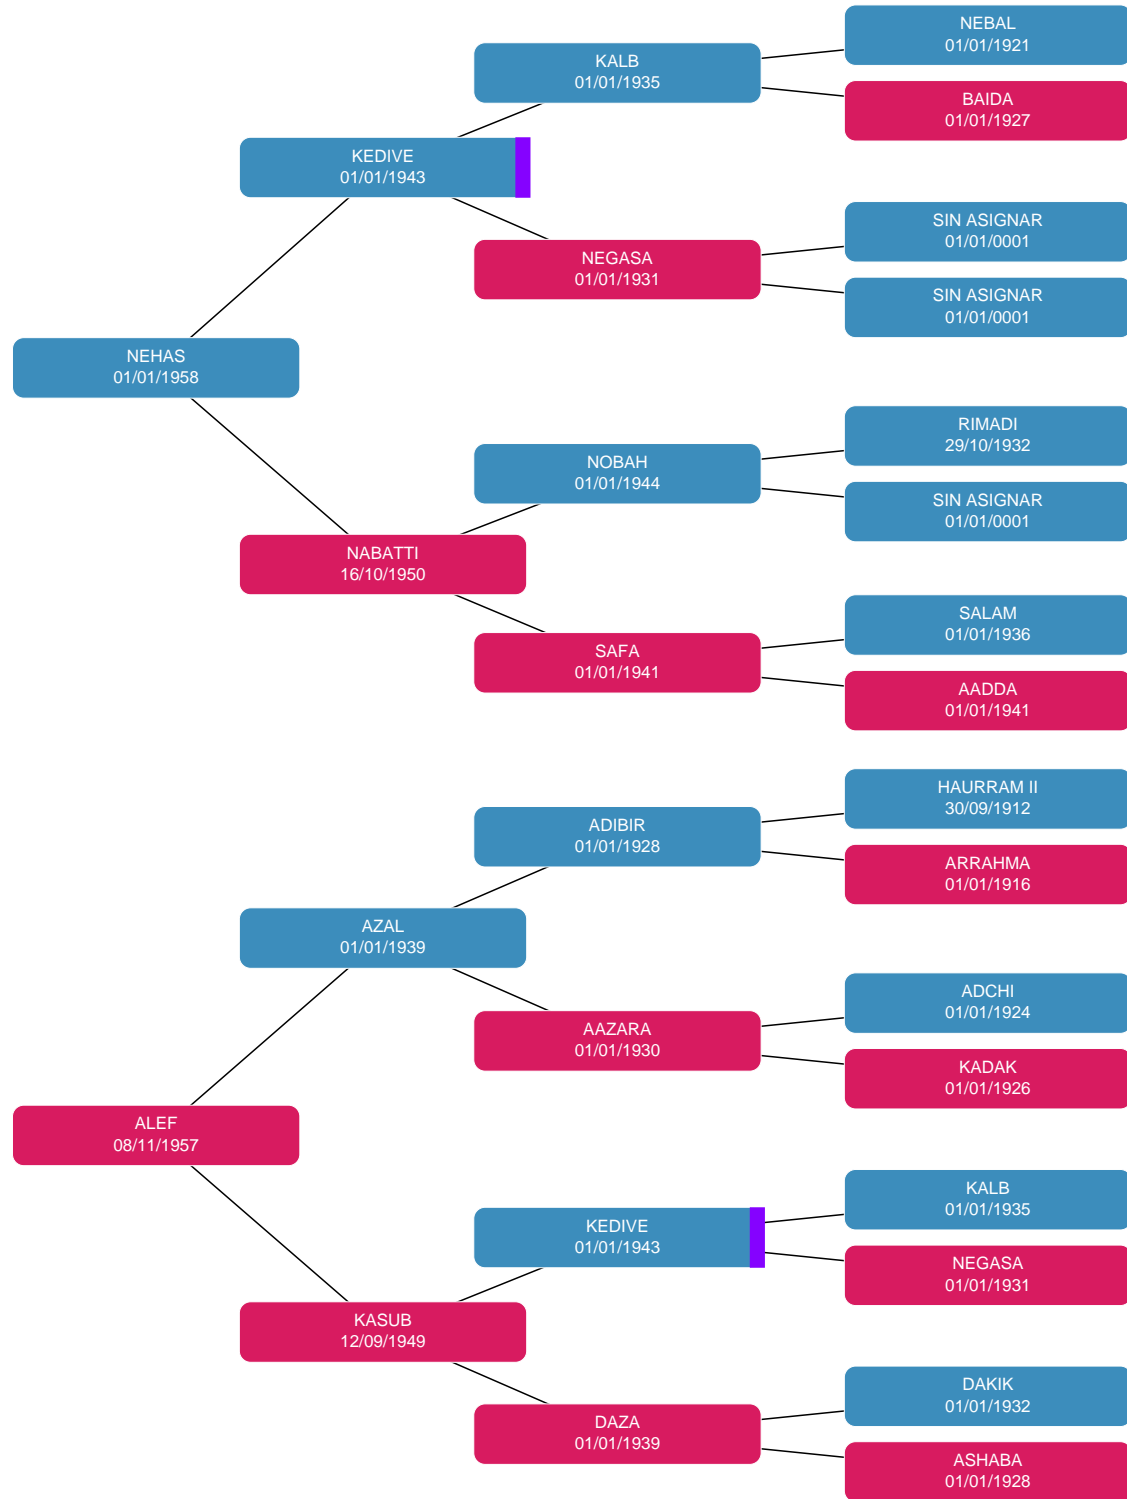 NEBAL
01/01/1921
KALB
01/01/1935
BAIDA
01/01/1927
KEDIVE
01/01/1943
SIN ASIGNAR
01/01/0001
NEGASA
01/01/1931
SIN ASIGNAR
01/01/0001
NEHAS
01/01/1958
RIMADI
29/10/1932
NOBAH
01/01/1944
SIN ASIGNAR
01/01/0001
NABATTI
16/10/1950
SALAM
01/01/1936
SAFA
01/01/1941
AADDA
01/01/1941
HAURRAM II
30/09/1912
ADIBIR
01/01/1928
ARRAHMA
01/01/1916
AZAL
01/01/1939
ADCHI
01/01/1924
AAZARA
01/01/1930
KADAK
01/01/1926
ALEF
08/11/1957
KALB
01/01/1935
KEDIVE
01/01/1943
NEGASA
01/01/1931
KASUB
12/09/1949
DAKIK
01/01/1932
DAZA
01/01/1939
ASHABA
01/01/1928